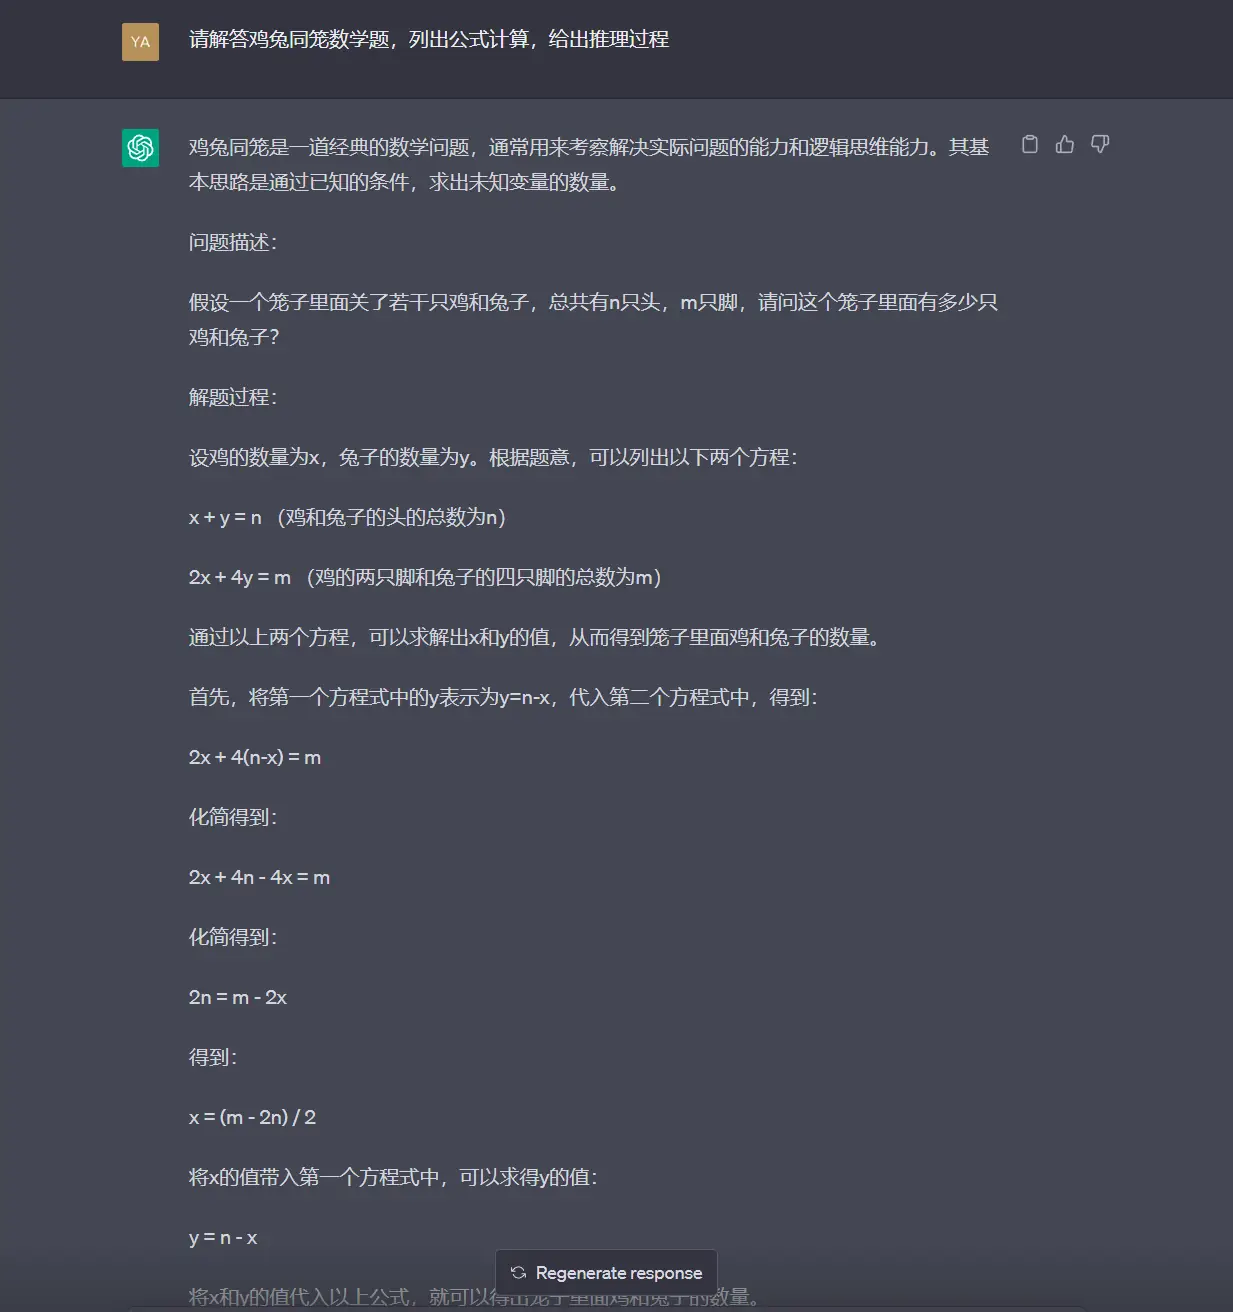 YA
请解答鸡兔同笼数学题，列出公式计算，给出推理过程
鸡兔同笼是一道经典的数学问题，通常用来考察解决实际问题的能力和逻辑思维能力。其基
本思路是通过已知的条件，求出未知变量的数量。
问题描述：
假设一个笼子里面关了若干只鸡和兔子，总共有n只头，m只脚，请问这个笼子里面有多少只
鸡和兔子？
解题过程：
设鸡的数量为x，兔子的数量为y。根据题意，可以列出以下两个方程：
x + y = n （鸡和兔子的头的总数为n）
2x + 4y = m （鸡的两只脚和兔子的四只脚的总数为m）
通过以上两个方程，可以求解出x和y的值，从而得到笼子里面鸡和兔子的数量。
首先，将第一个方程式中的y表示为y=n-x，代入第二个方程式中，得到：
2x + 4(n-x) = m
化简得到：
2x + 4n - 4x = m
化简得到：
2n = m - 2x
得到：
x = (m - 2n) / 2
将x的值带入第一个方程式中，可以求得y的值：
y = n - x
Regenerate response
将x和y的值代入以上公式，就可以得出笼子里面鸡和兔子的数量。